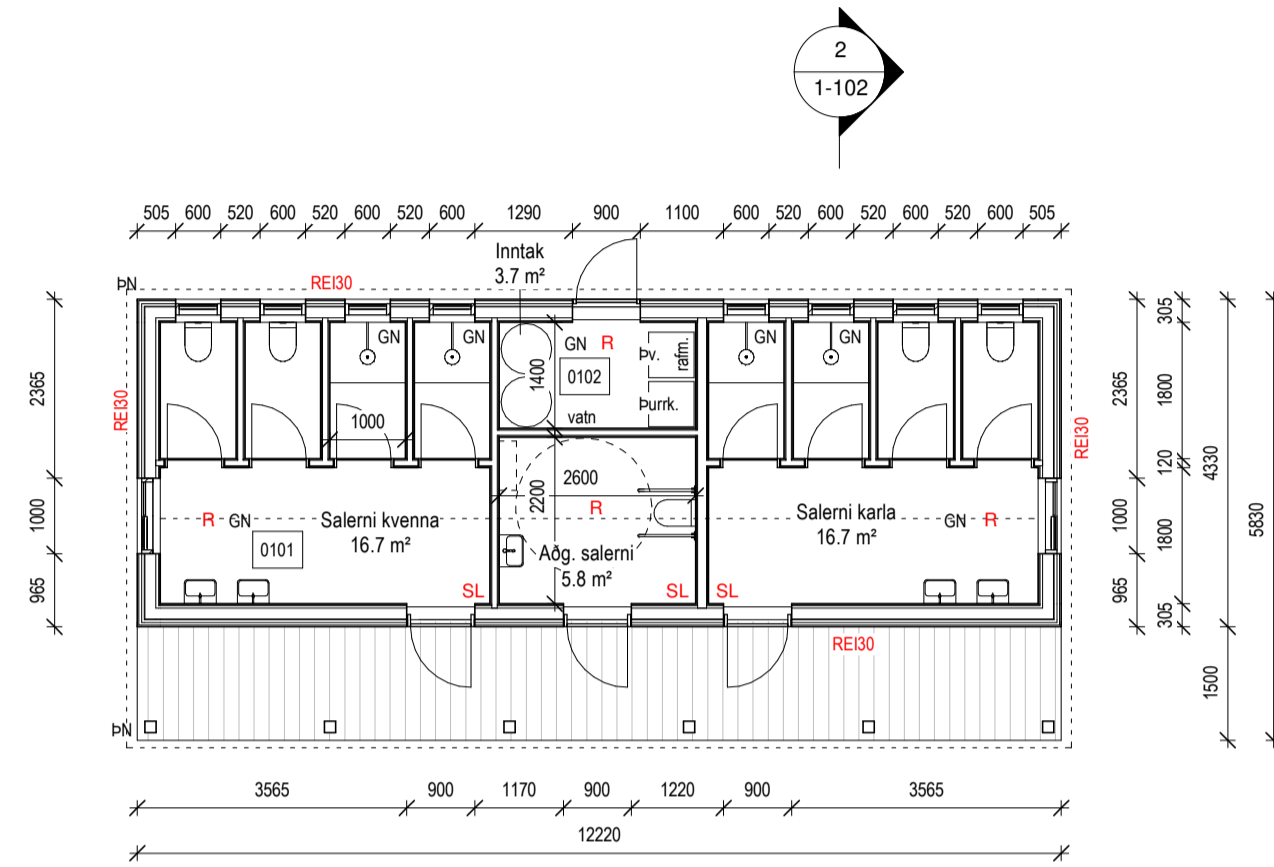 2
1-102
505 600 520 600 520 600 520 600 1290 900 1100 600 520 600 520 600 520 600 505
Inntak
3.7 m²
ÞN
REI30
GN
GN
GN
R
0102
1400
vatn
Þv.
rafm.
Þurrk.
GN
GN
1000
REI30
REI30
2365
1000
965
R
GN
0101
Salerni kvenna
16.7 m²
SL
2600
2200
R
Aðg. salerni
5.8 m²
SL
SL
Salerni karla
16.7 m²
GN
R
REI30
ÞN
2365
1000
965
305
1800
120
1800
305
4330
1500
5830
3565 900 1170 900 1220 900 3565
12220